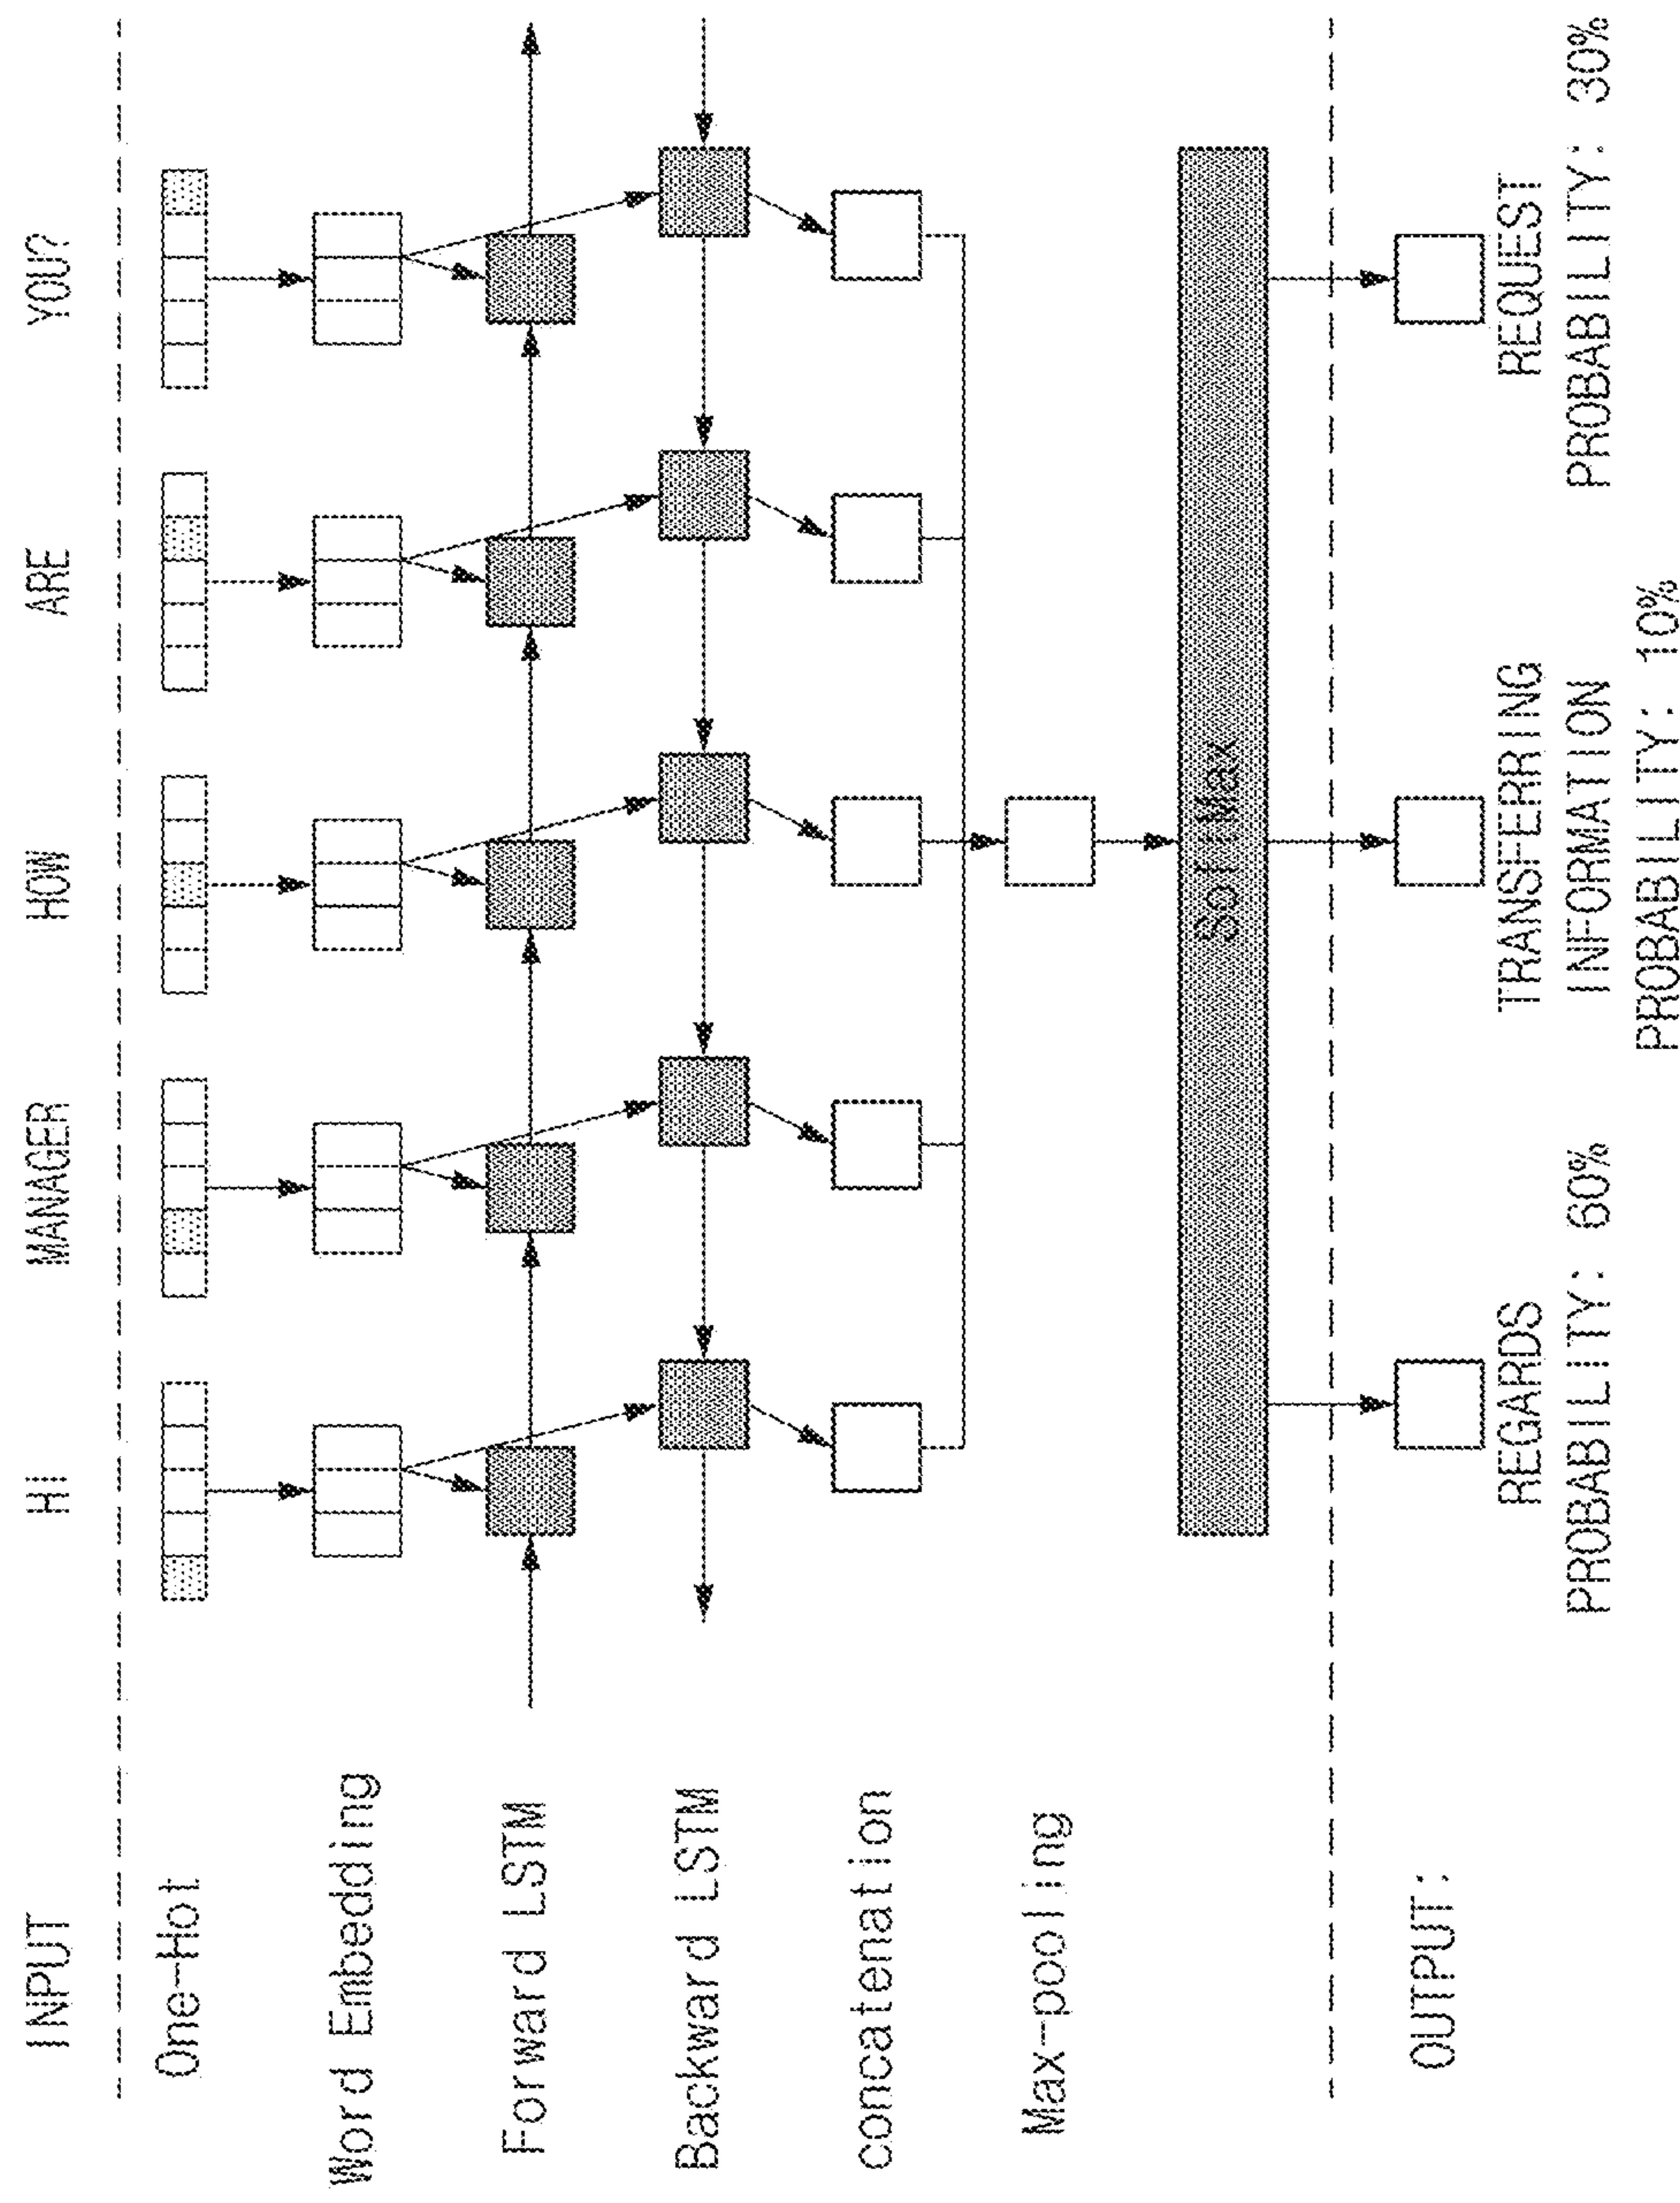 INPUT HI MANAGER HOW ARE YOU?
One-Hot
Word Embedding
Forward LSTM
Backward LSTM
concatenation
Max-pooling
SoftMax
OUTPUT:
REGARDS
PROBABILITY: 60%
TRANSFERRING
INFORMATION
PROBABILITY: 10%
REQUEST
PROBABILITY: 30%